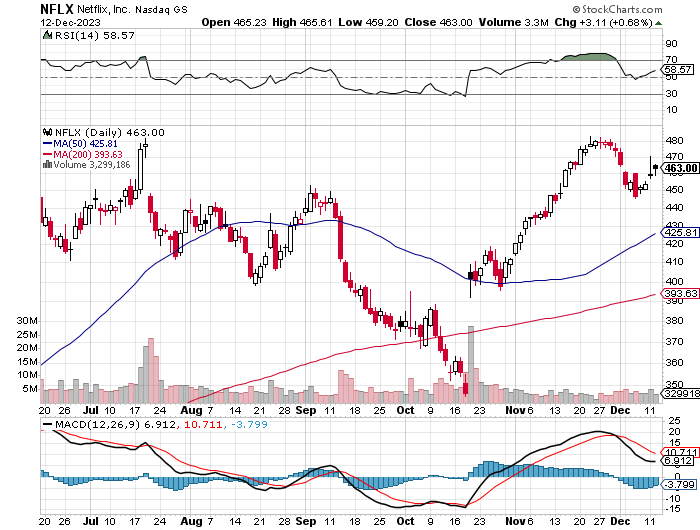 NFLX Netflix, Inc. Nasdaq GS © StockCharts.com
12-Dec-2023 Open 465.23 High 465.61 Low 459.20 Close 463.00 Volume 3.3M Chg +3.11 (+0.68%)
RSI(14) 58.57
90
70
58.57
50
30
10
NFLX (Daily) 463.00
MA(50) 425.81
MA(200) 393.63
Volume 3,299,186
480
470
463.00
460
450
440
430
425.81
420
410
400
393.63
390
380
370
360
350
3299186
30M
25M
20M
15M
10M
5M
20 26 Jul 10 17 24 Aug 7 14 21 28 Sep 11 18 25 Oct 9 16 23 Nov 6 13 20 27 Dec 11
MACD(12,26,9) 6.912, 10.711, -3.799
25
20
15
10.711
6.912
5
0
-3.799
-5
-10
-15
20 26 Jul 10 17 24 Aug 7 14 21 28 Sep 11 18 25 Oct 9 16 23 Nov 6 13 20 27 Dec 11